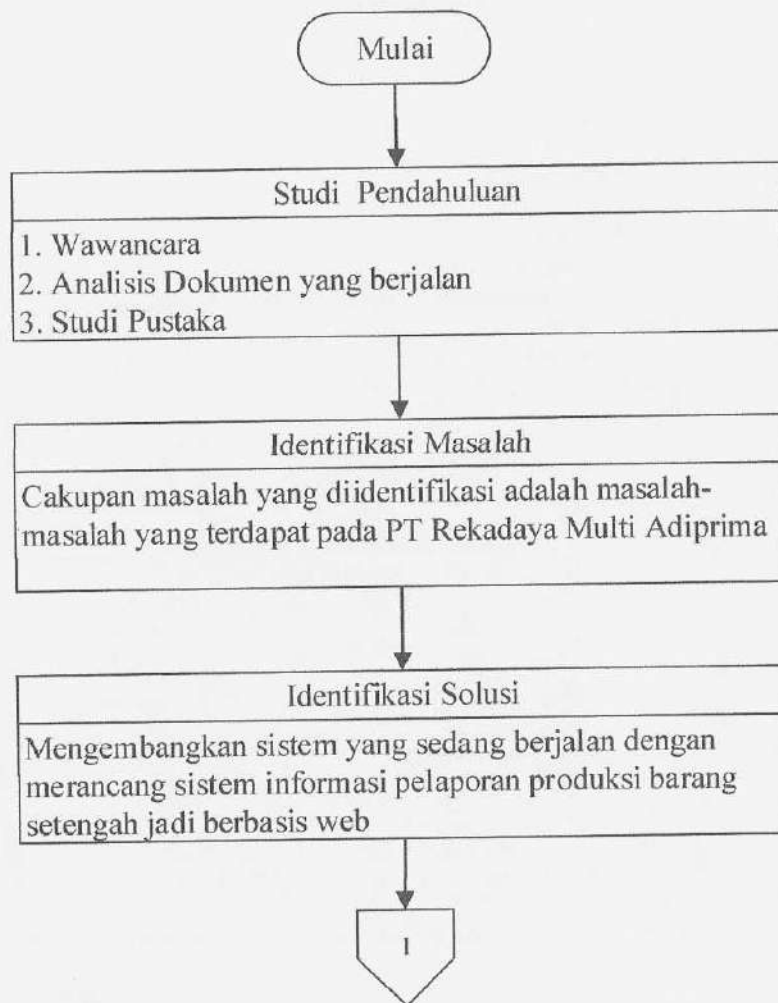 Mulai
Studi Pendahuluan
1. Wawancara
2. Analisis Dokumen yang berjalan
3. Studi Pustaka
Identifikasi Masalah
Cakupan masalah yang diidentifikasi adalah masalah-
masalah yang terdapat pada PT Rekadaya Multi Adiprima
Identifikasi Solusi
Mengembangkan sistem yang sedang berjalan dengan
merancang sistem informasi pelaporan produksi barang
setengah jadi berbasis web
1